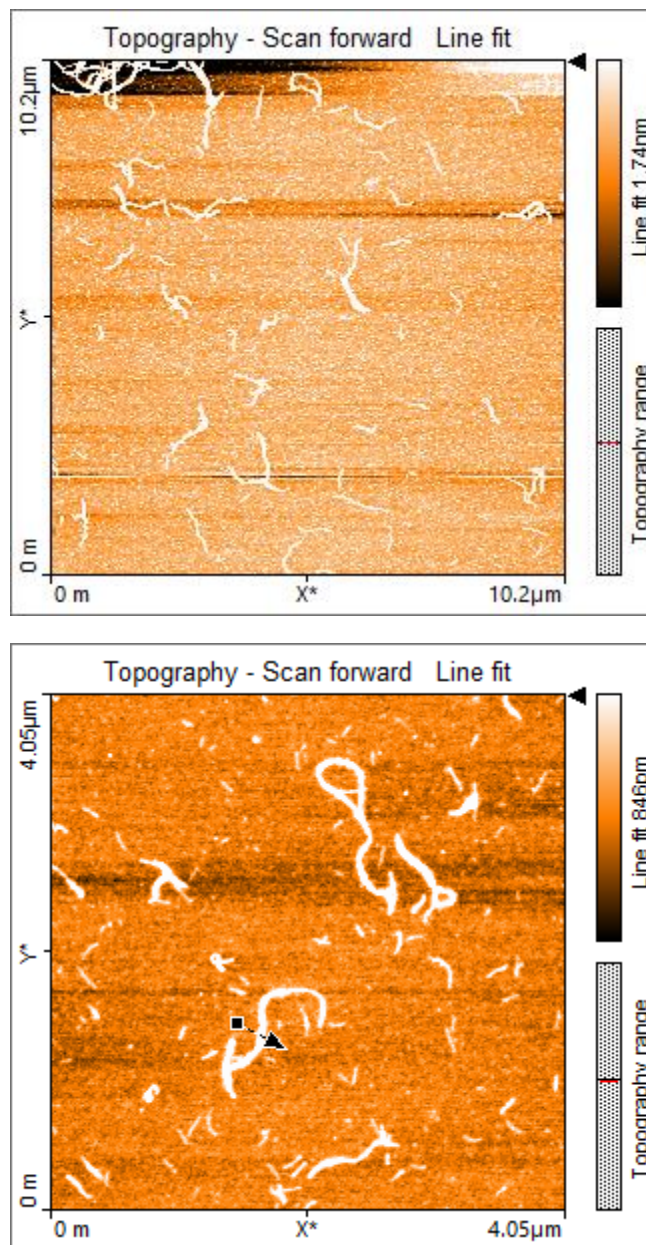 Topography - Scan forward Line fit
10.2µm
Y*
0 m
0 m
X*
10.2µm
Line fit 1.74nm
Topography range
Topography - Scan forward Line fit
4.05µm
Y*
0 m
0 m
X*
4.05µm
Line fit 846pm
Topography range